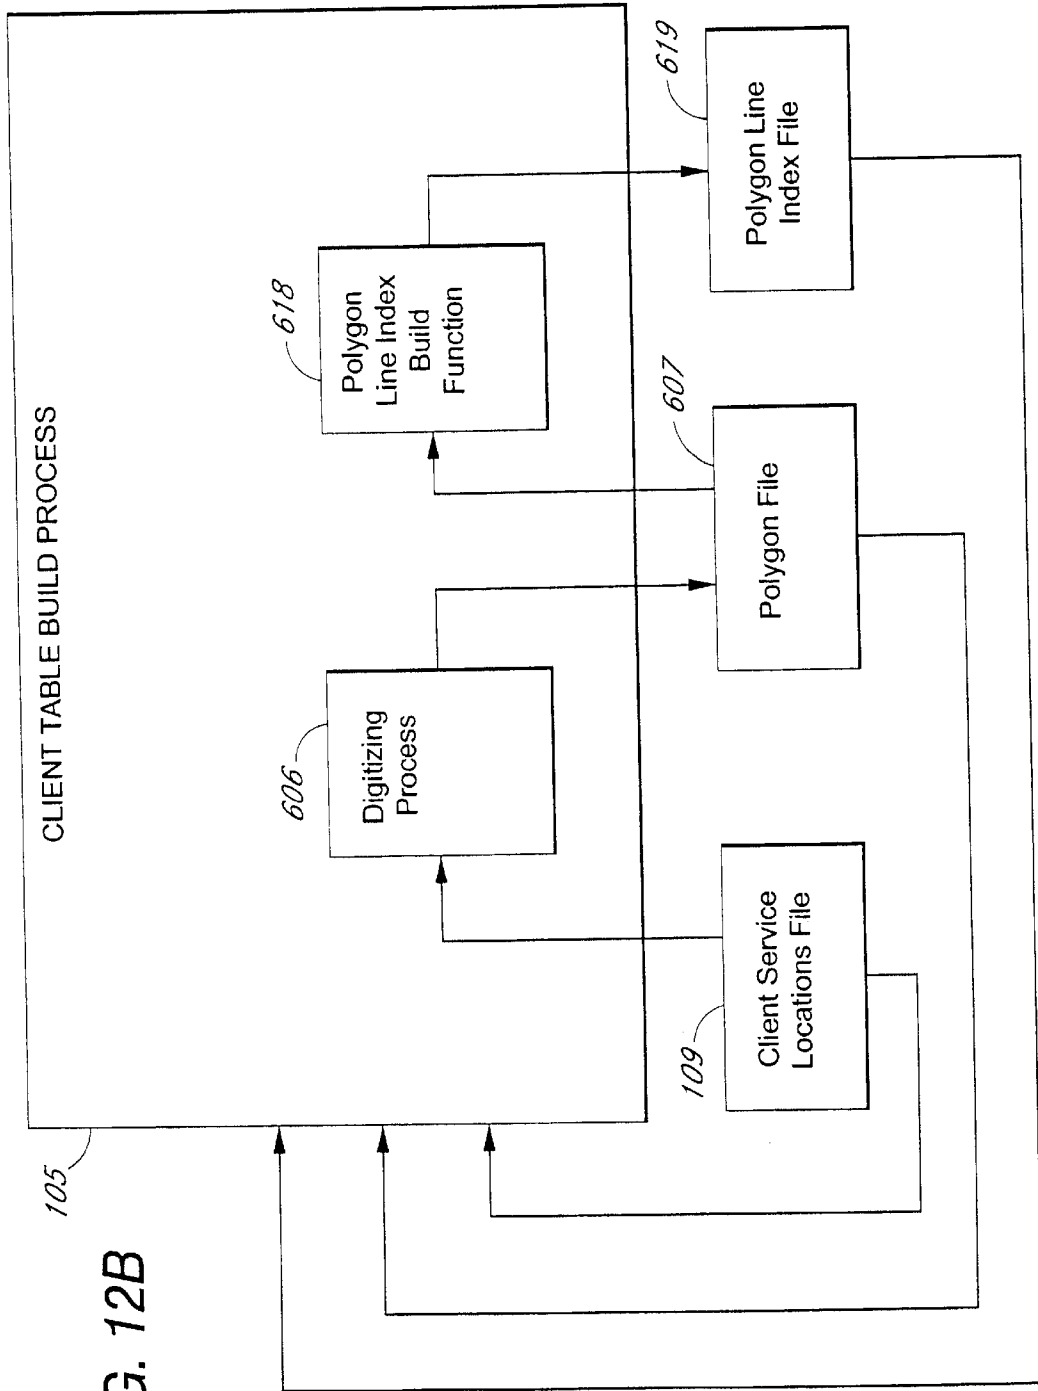 CLIENT TABLE BUILD PROCESS
105
606
Digitizing
Process
618
Polygon
Line Index
Build
Function
109
Client Service
Locations File
607
Polygon File
619
Polygon Line
Index File
G. 12B